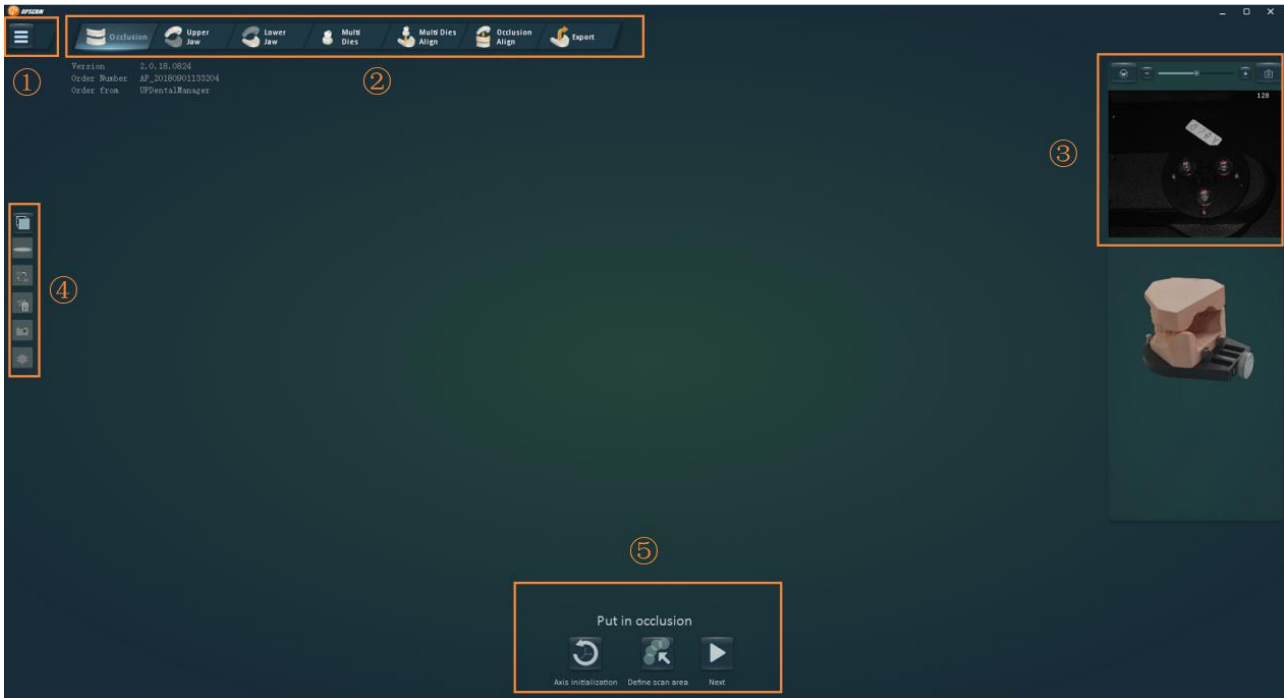 UPSCAN
Occlusion
Upper
Jaw
Lower
Jaw
Multi
Dies
Multi Dies
Align
Occlusion
Align
Export
①
②
Version 2.0.18.0824
Order Number AP_20180901133204
Order from UPDentalManager
128
③
④
⑤
Put in occlusion
Axis initialization Define scan area Next